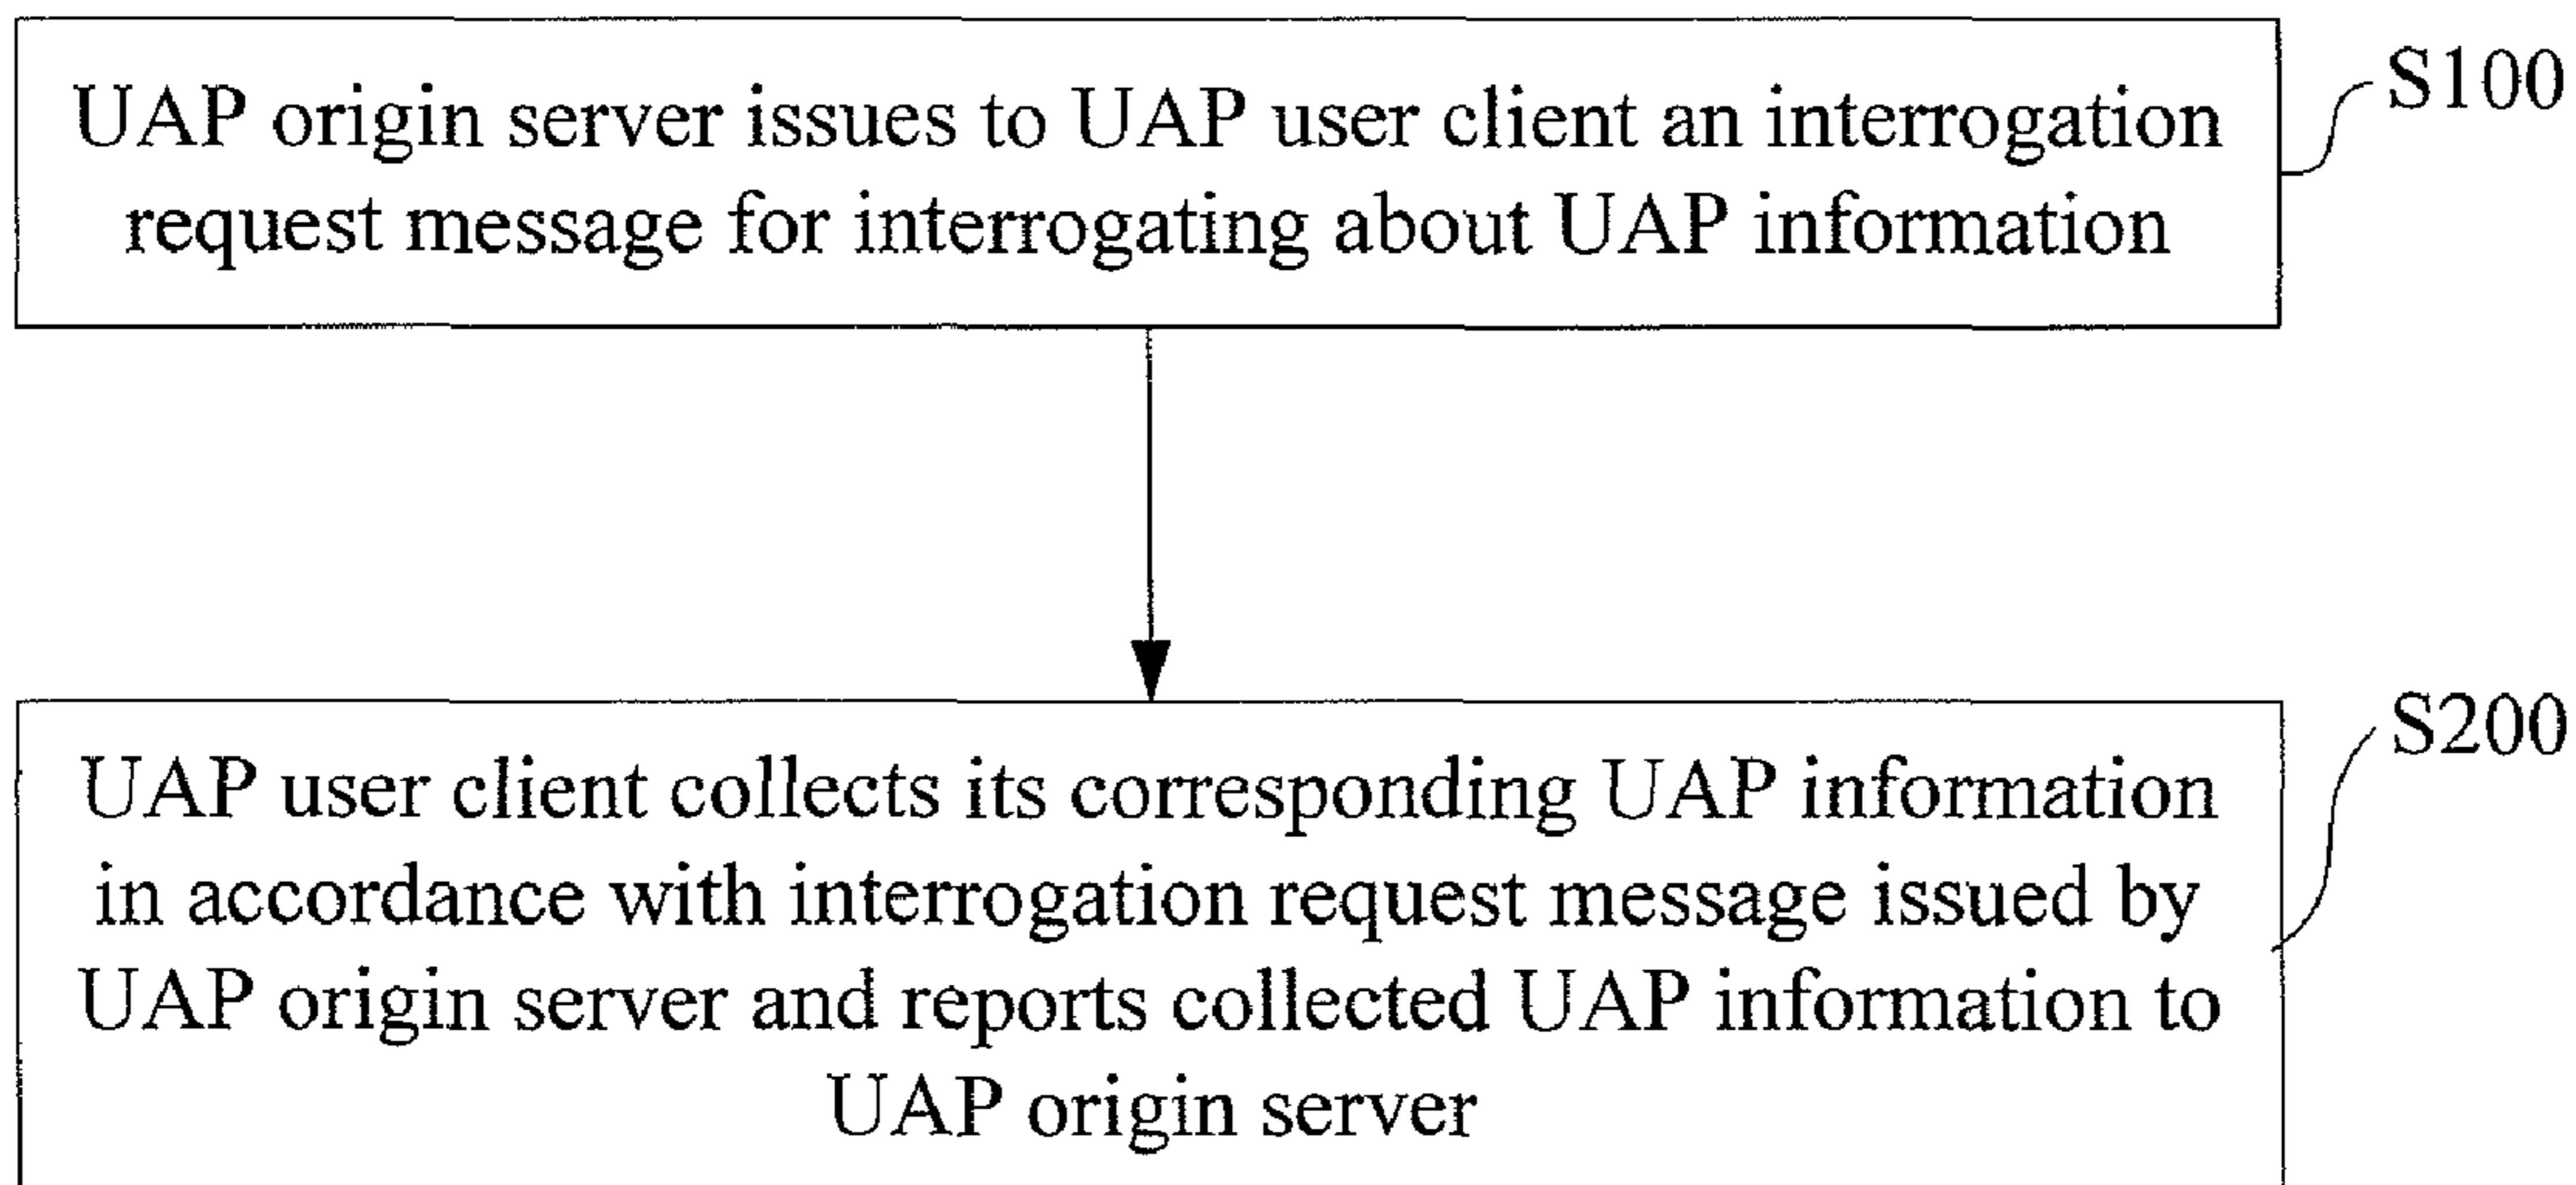 UAP origin server issues to UAP user client an interrogation
request message for interrogating about UAP information
S100
UAP user client collects its corresponding UAP information
in accordance with interrogation request message issued by
UAP origin server and reports collected UAP information to
UAP origin server
S200